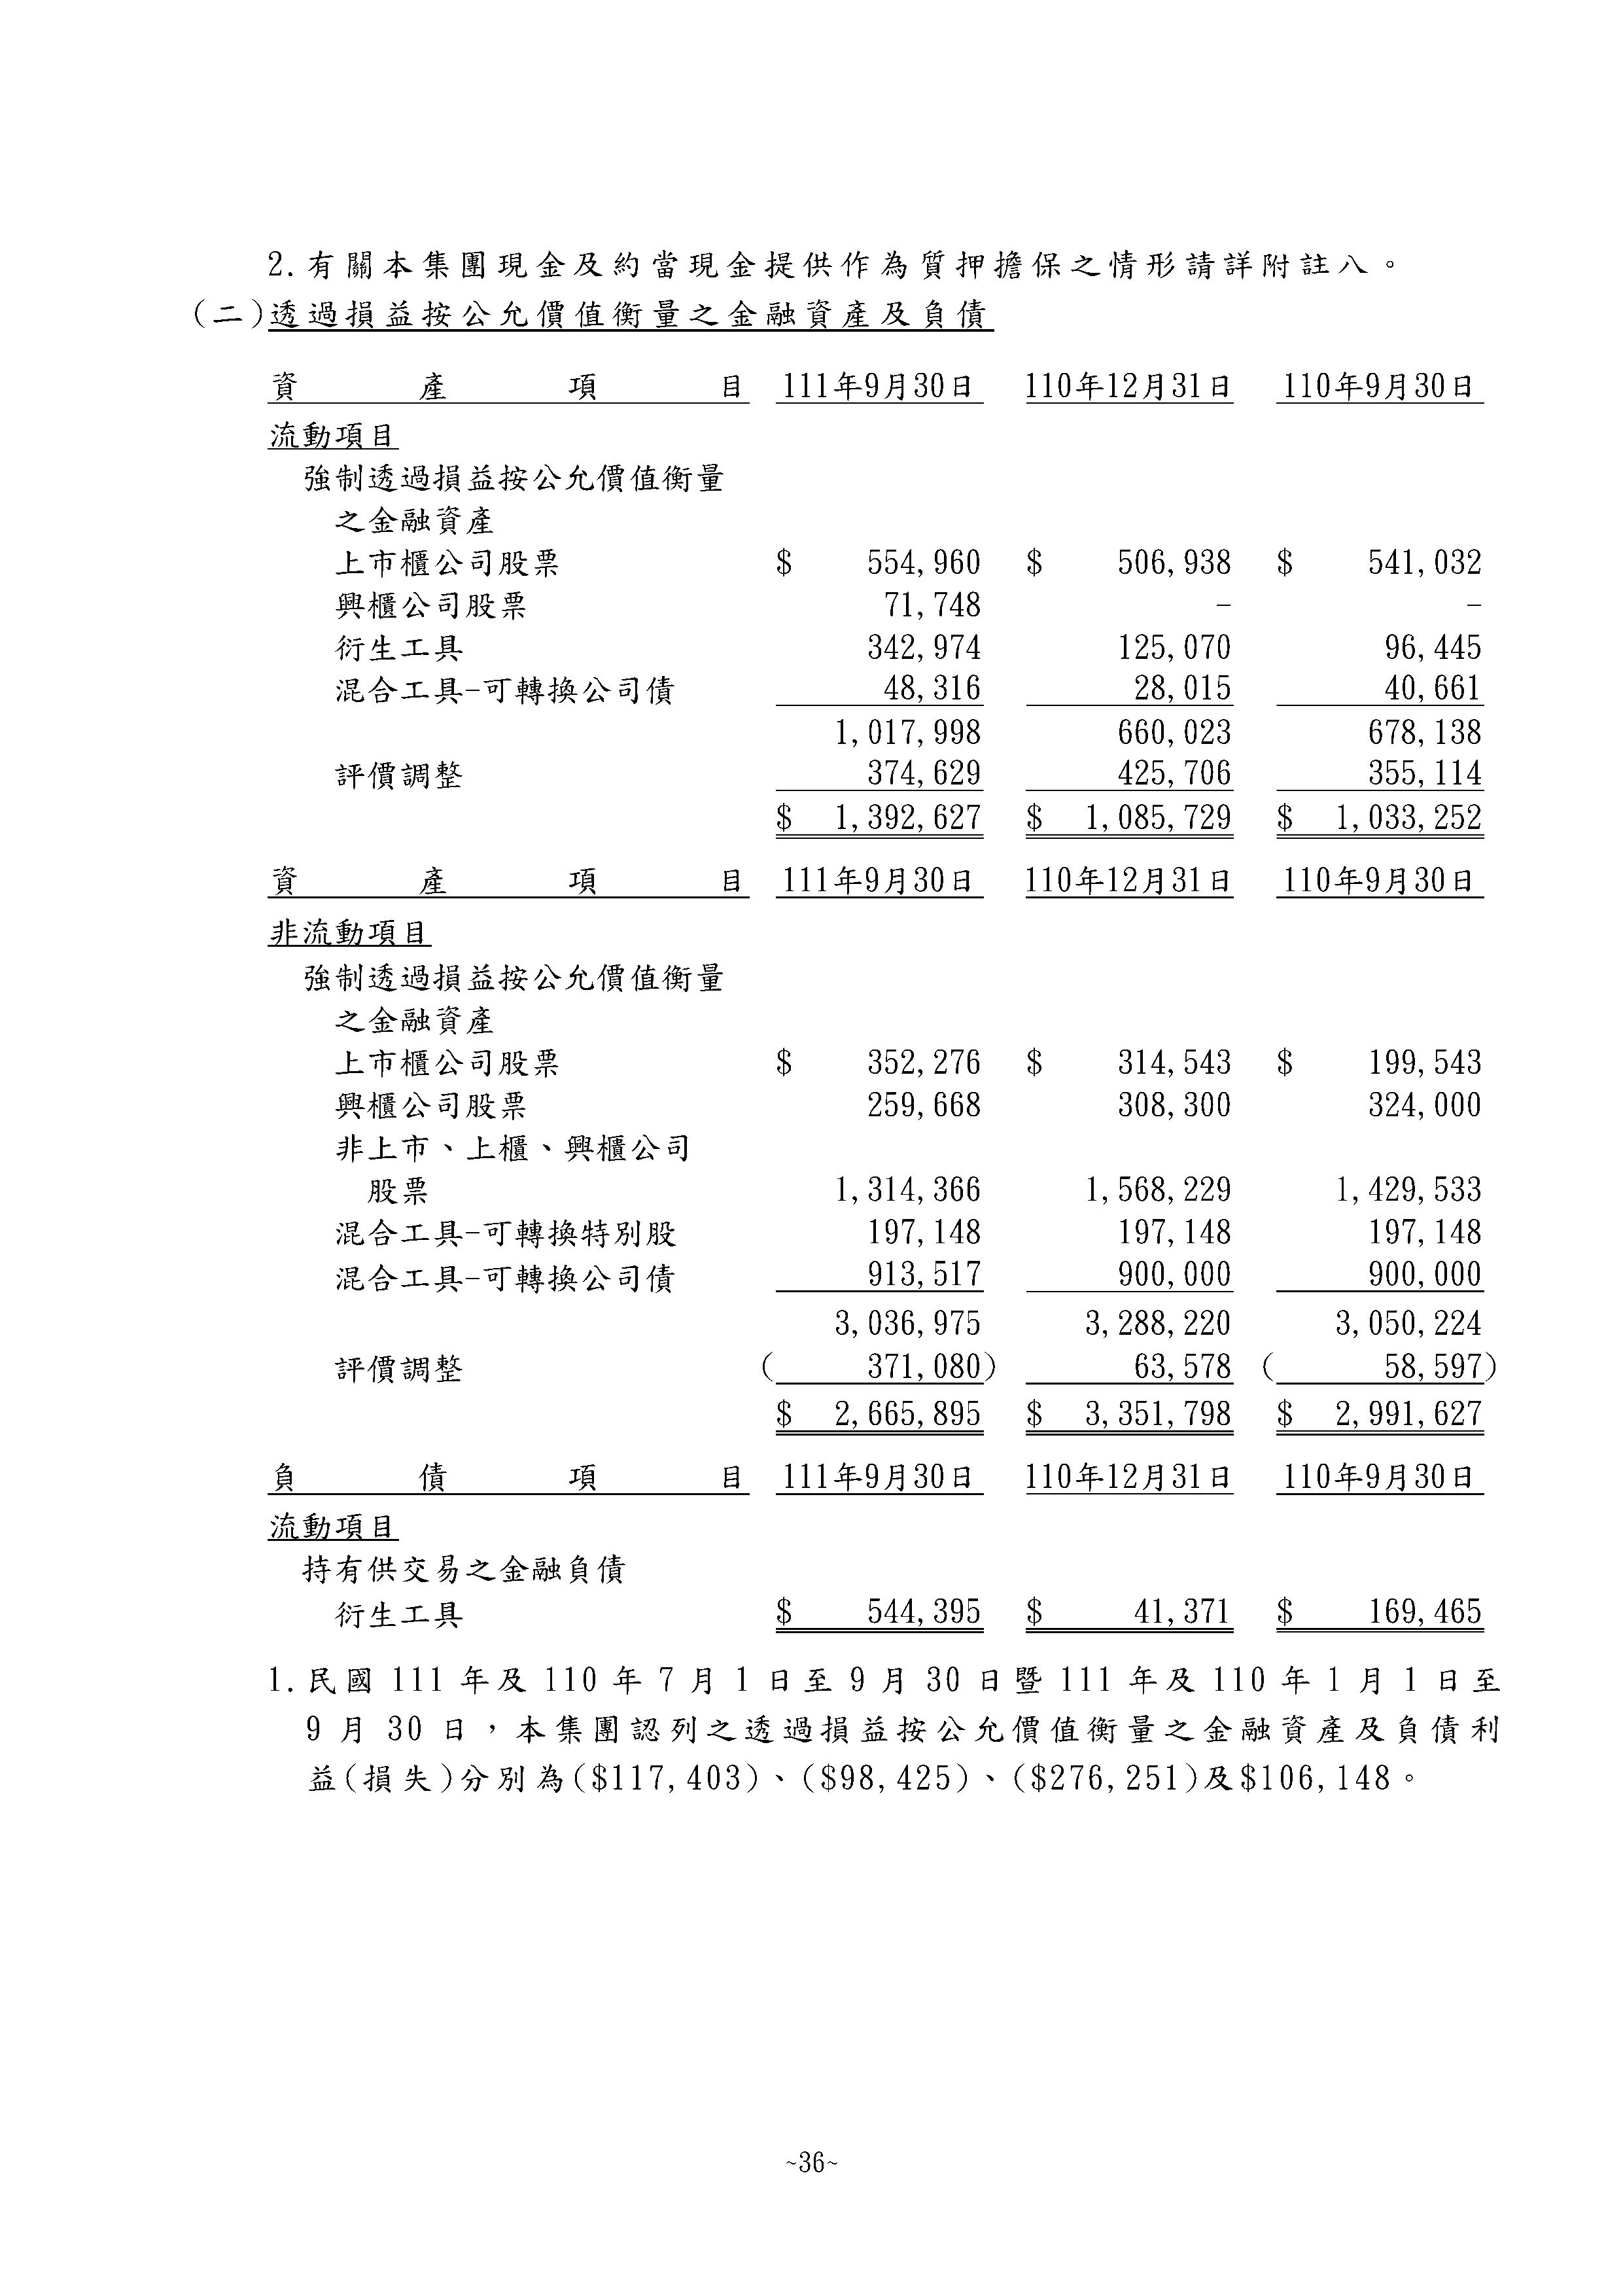 2.有關本集團現金及約當現金提供作為質押擔保之情形請詳附註八。
(二)透過損益按公允價值衡量之金融資產及負債
資產項目 111年9月30日 110年12月31日 110年9月30日
流動項目
強制透過損益按公允價值衡量
之金融資產
上市櫃公司股票 $ 554,960 $ 506,938 $ 541,032
興櫃公司股票 71,748 - -
衍生工具 342,974 125,070 96,445
混合工具-可轉換公司債 48,316 28,015 40,661
1,017,998 660,023 678,138
評價調整 374,629 425,706 355,114
$ 1,392,627 $ 1,085,729 $ 1,033,252
資產項目 111年9月30日 110年12月31日 110年9月30日
非流動項目
強制透過損益按公允價值衡量
之金融資產
上市櫃公司股票 $ 352,276 $ 314,543 $ 199,543
興櫃公司股票 259,668 308,300 324,000
非上市、上櫃、興櫃公司
股票 1,314,366 1,568,229 1,429,533
混合工具-可轉換特別股 197,148 197,148 197,148
混合工具-可轉換公司債 913,517 900,000 900,000
3,036,975 3,288,220 3,050,224
評價調整 ( 371,080) 63,578 ( 58,597)
$ 2,665,895 $ 3,351,798 $ 2,991,627
負債項目 111年9月30日 110年12月31日 110年9月30日
流動項目
持有供交易之金融負債
衍生工具 $ 544,395 $ 41,371 $ 169,465
1.民國 111 年及 110 年 7 月 1 日至 9 月 30 日暨 111 年及 110 年 1 月 1 日至
9 月 30 日，本集團認列之透過損益按公允價值衡量之金融資產及負債利
益(損失)分別為($117,403)、($98,425)、($276,251)及$106,148。
~36~